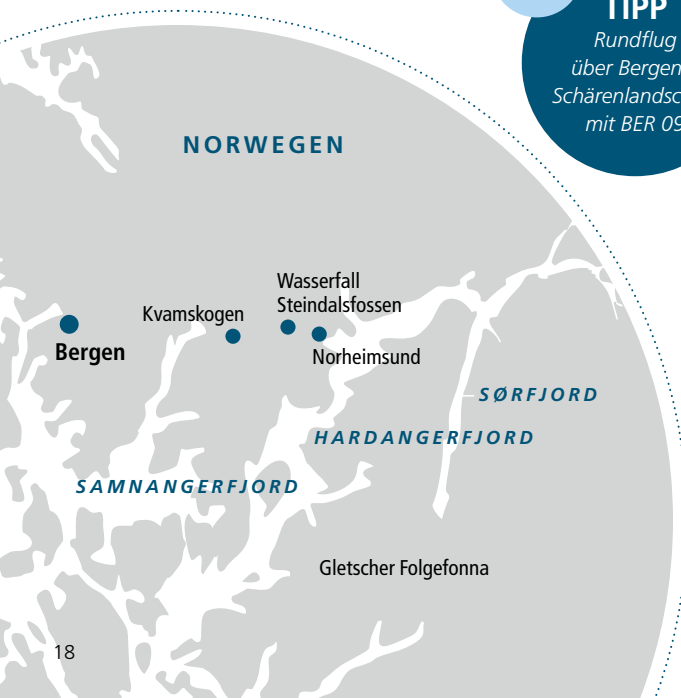 TIPP
Rundflug
über Bergen
Schärenlandsc
mit BER 09
NORWEGEN
Wasserfall
Steindalsfossen
Kvamskogen
Bergen
Norheimsund
SØRFJORD
HARDANGERFJORD
SAMNANGERFJORD
Gletscher Folgefonna
18